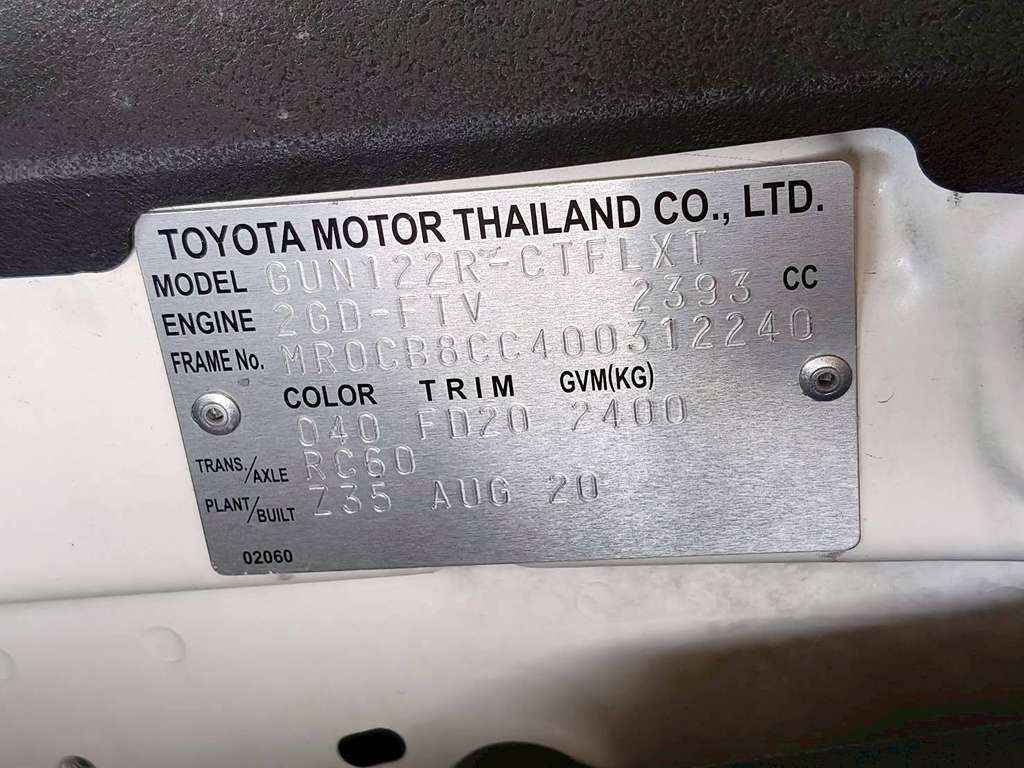 TOYOTA MOTOR THAILAND CO., LTD.
MODEL GUN122R-CTFLXT
ENGINE 2GD-FTV 2393 CC
FRAME No. MR0CB8CC400312240
COLOR TRIM GVM(KG)
040 FD20 2400
TRANS./AXLE RC60
PLANT/BUILT Z35 AUG 20
02060